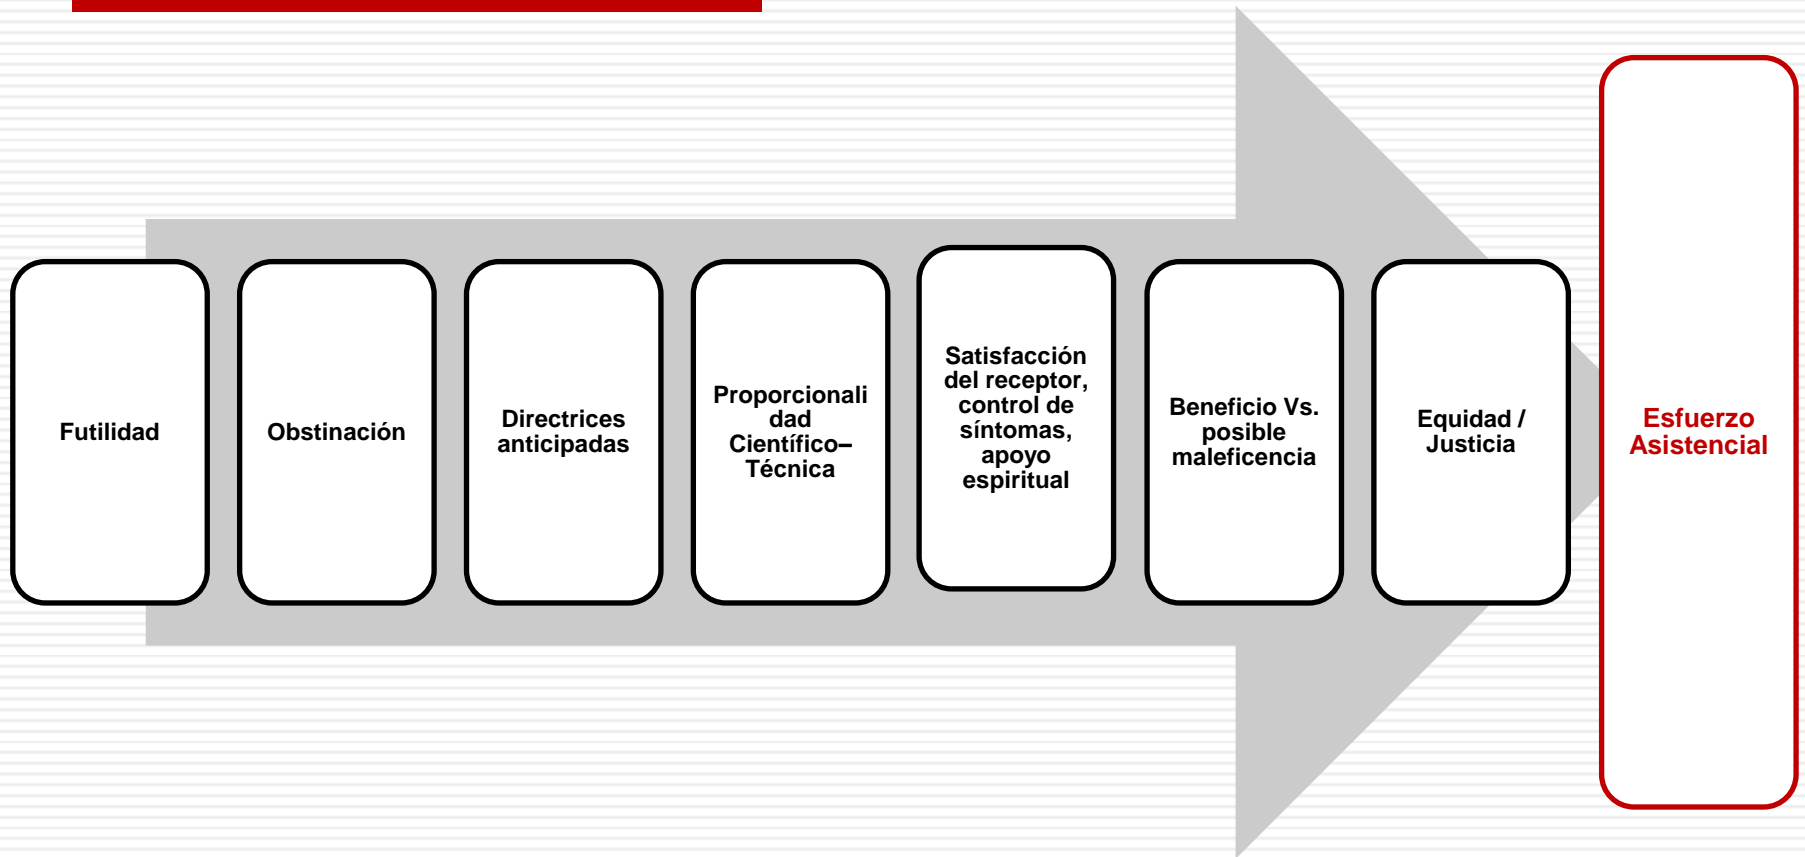 Futilidad
Obstinación
Directrices
anticipadas
Proporcionali
dad
Científico–
Técnica
Satisfacción
del receptor,
control de
síntomas,
apoyo
espiritual
Beneficio Vs.
posible
maleficencia
Equidad /
Justicia
Esfuerzo
Asistencial